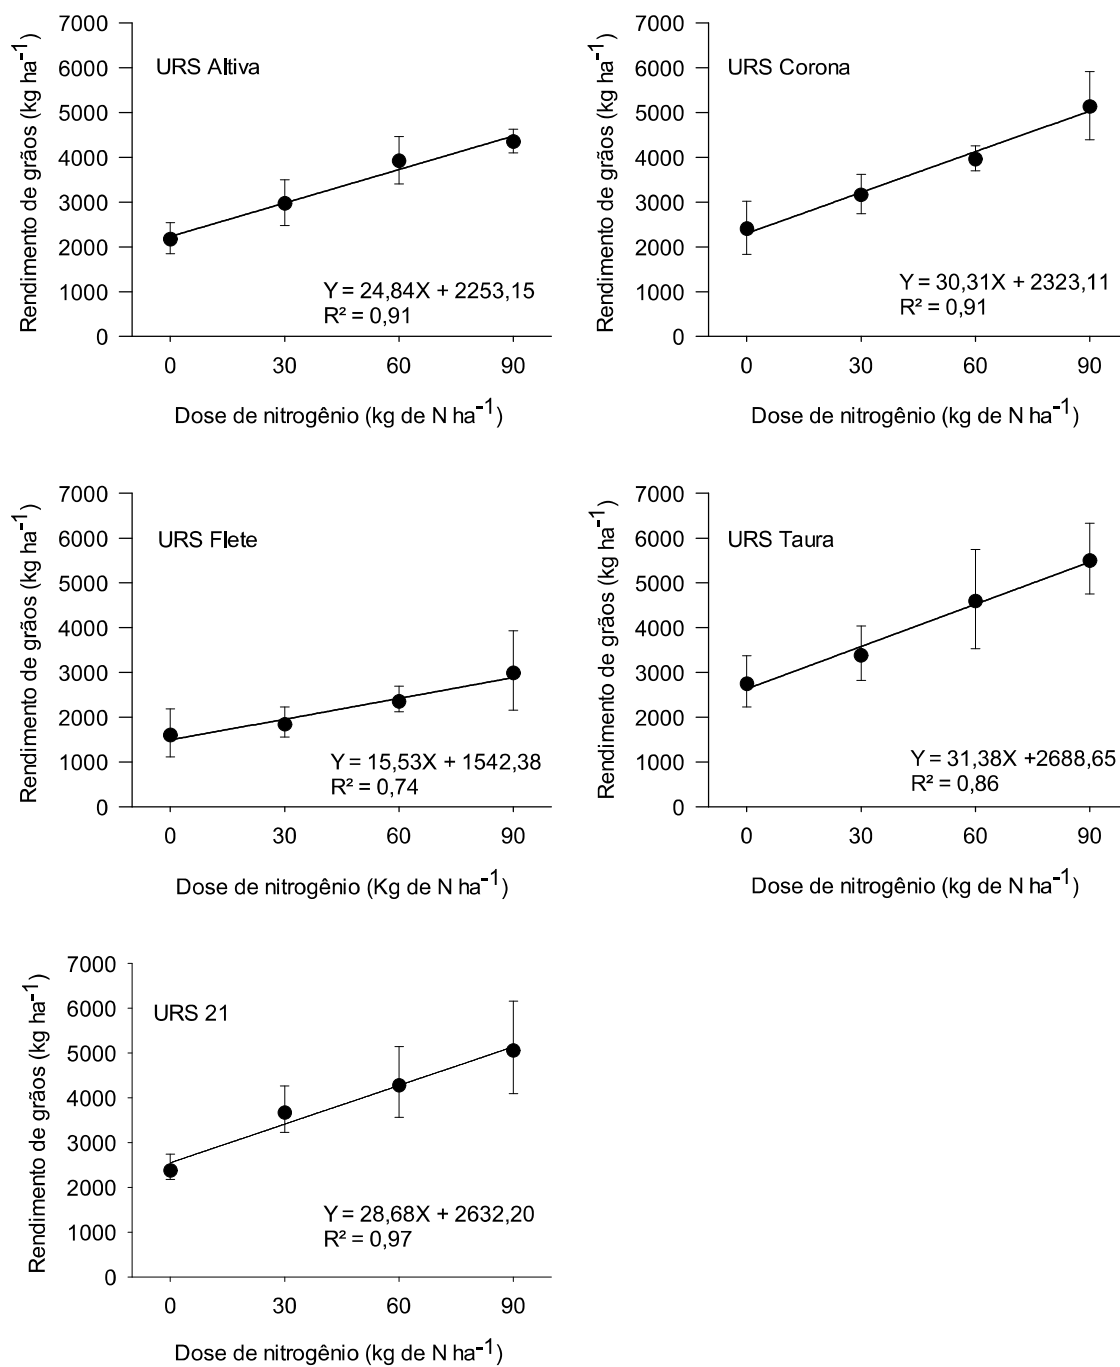 Rendimento de grãos (kg ha⁻¹)
7000
6000
5000
4000
3000
2000
1000
0
URS Altiva
Y = 24,84X + 2253,15
R² = 0,91
0 30 60 90
Dose de nitrogênio (kg de N ha⁻¹)
Rendimento de grãos (kg ha⁻¹)
7000
6000
5000
4000
3000
2000
1000
0
URS Corona
Y = 30,31X + 2323,11
R² = 0,91
0 30 60 90
Dose de nitrogênio (kg de N ha⁻¹)
Rendimento de grãos (kg ha⁻¹)
7000
6000
5000
4000
3000
2000
1000
0
URS Flete
Y = 15,53X + 1542,38
R² = 0,74
0 30 60 90
Dose de nitrogênio (Kg de N ha⁻¹)
Rendimento de grãos (kg ha⁻¹)
7000
6000
5000
4000
3000
2000
1000
0
URS Taura
Y = 31,38X +2688,65
R² = 0,86
0 30 60 90
Dose de nitrogênio (kg de N ha⁻¹)
Rendimento de grãos (kg ha⁻¹)
7000
6000
5000
4000
3000
2000
1000
0
URS 21
Y = 28,68X + 2632,20
R² = 0,97
0 30 60 90
Dose de nitrogênio (kg de N ha⁻¹)